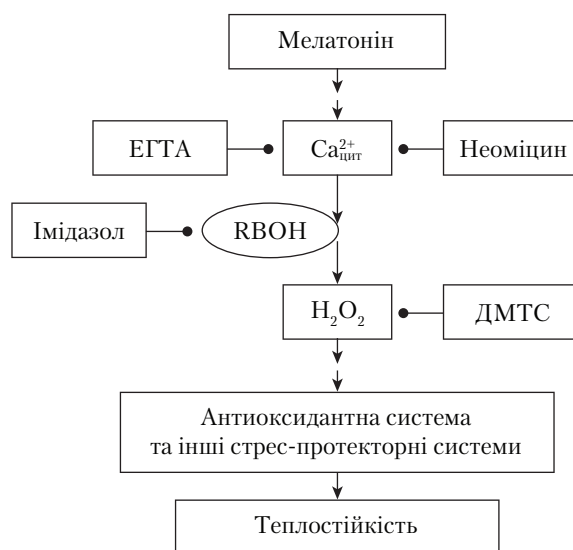 Мелатонін
ЕГТА
Ca²⁺цит
Неоміцин
Імідазол
RBOH
H₂O₂
ДМТС
Антиоксидантна система
та інші стрес-протекторні системи
Теплостійкість